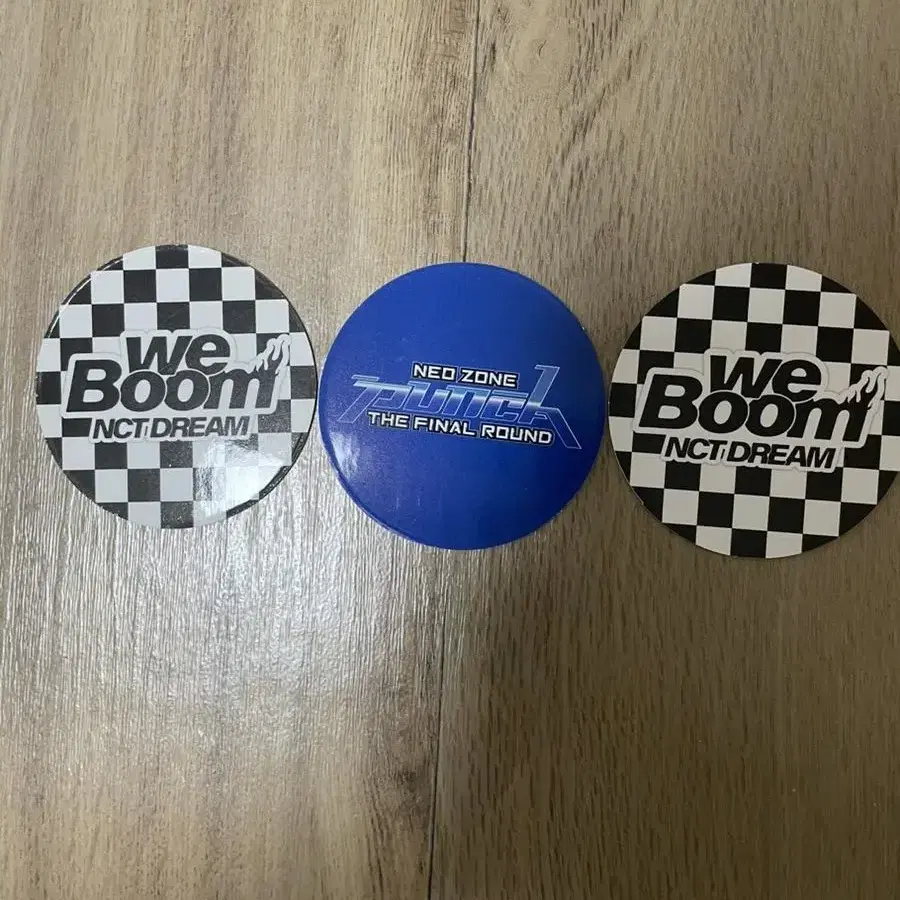 we
Boom
NCT DREAM
NEO ZONE
Punch
THE FINAL ROUND
we
Boom
NCT DREAM